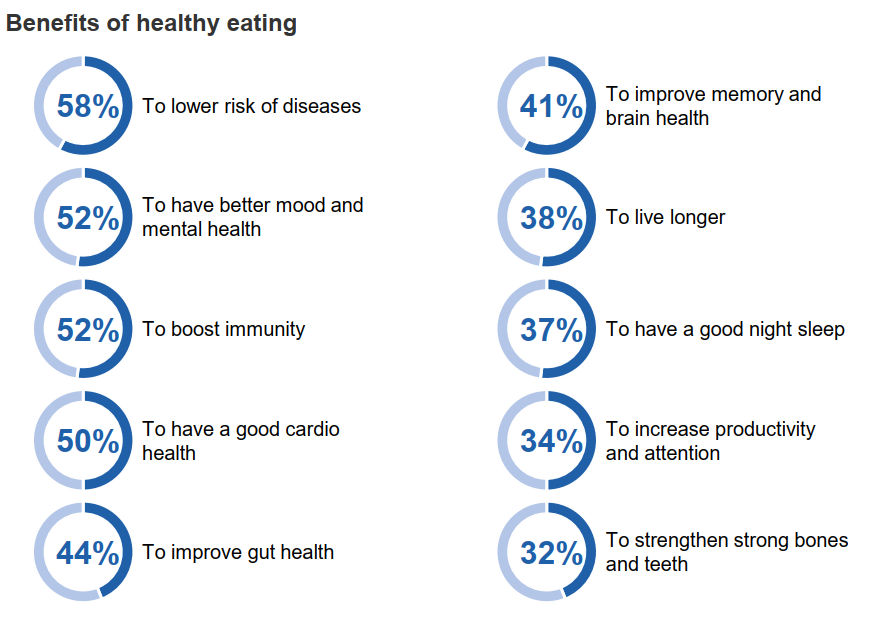 Benefits of healthy eating
58%
To lower risk of diseases
52%
To have better mood and
mental health
52%
To boost immunity
50%
To have a good cardio
health
44%
To improve gut health
41%
To improve memory and
brain health
38%
To live longer
37%
To have a good night sleep
34%
To increase productivity
and attention
32%
To strengthen strong bones
and teeth